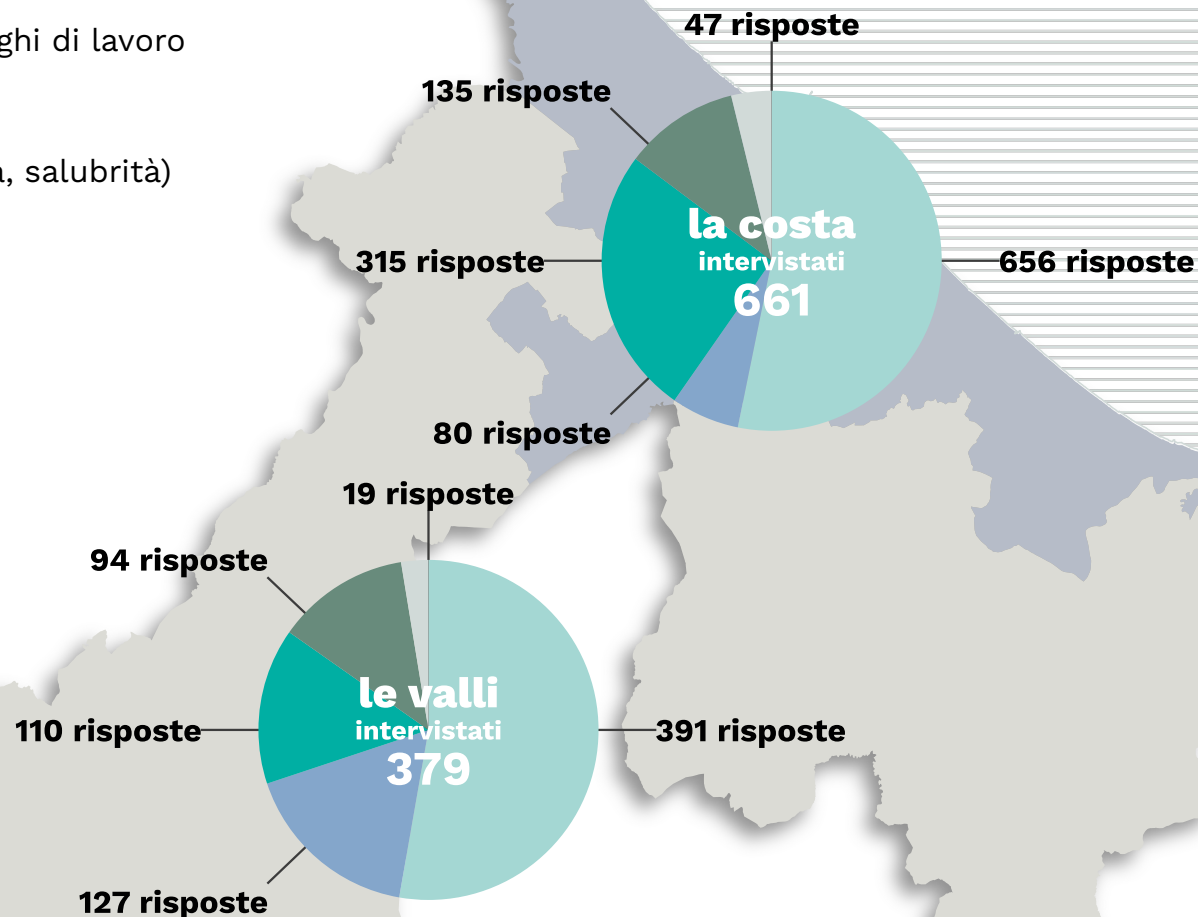 ghi di lavoro
, salubrità)
47 risposte
135 risposte
315 risposte
la costa
intervistati
661
656 risposte
80 risposte
19 risposte
94 risposte
110 risposte
le valli
intervistati
379
391 risposte
127 risposte